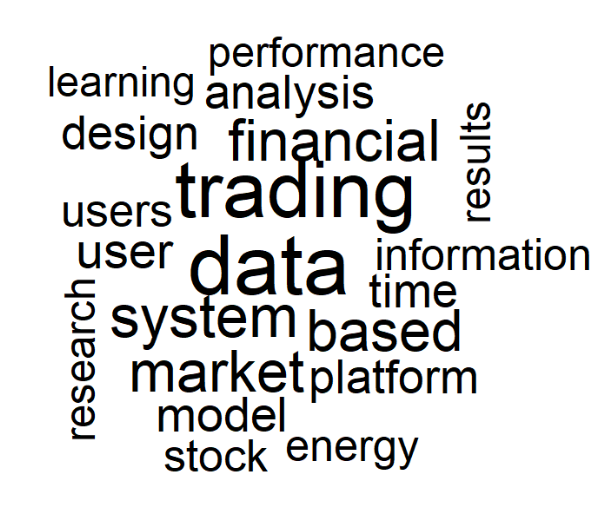 performance
learning
analysis
design
financial
results
trading
users
user
data
information
time
research
system
based
market
platform
model
stock
energy